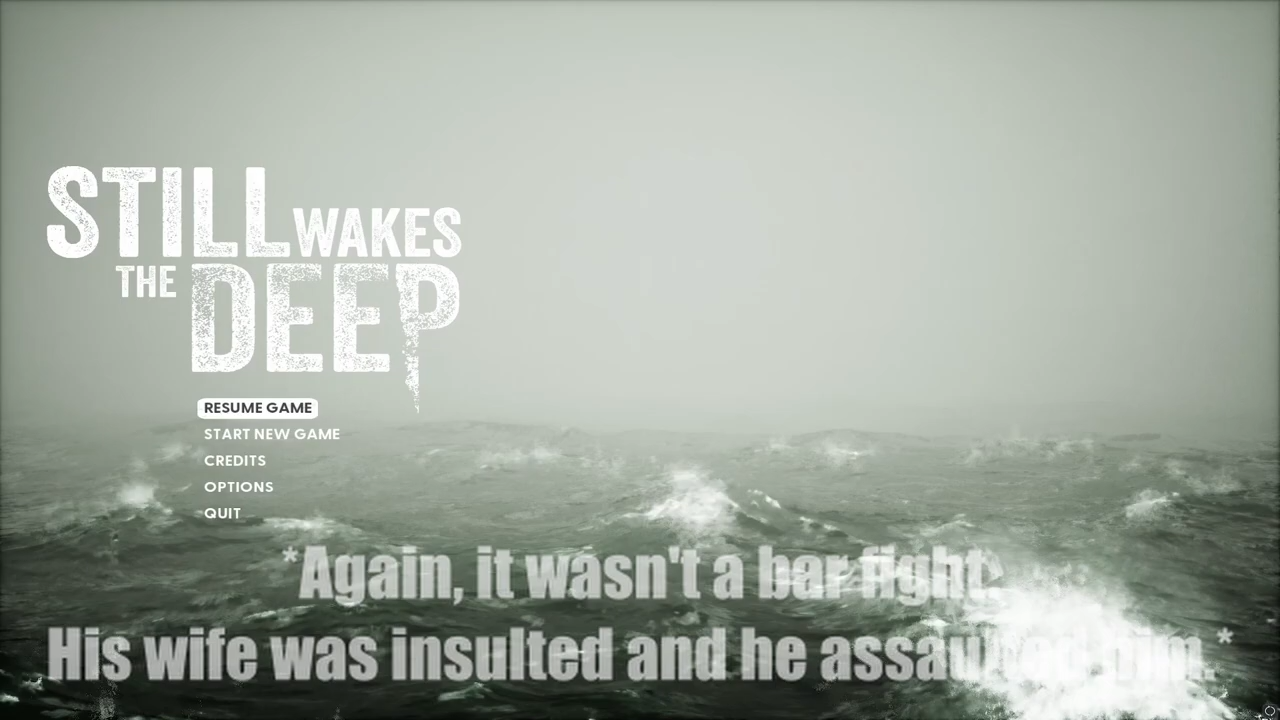 STILL WAKES
THE DEEP
RESUME GAME
START NEW GAME
CREDITS
OPTIONS
QUIT
*Again, it wasn't a bar fight.
His wife was insulted and he assaulted him.*